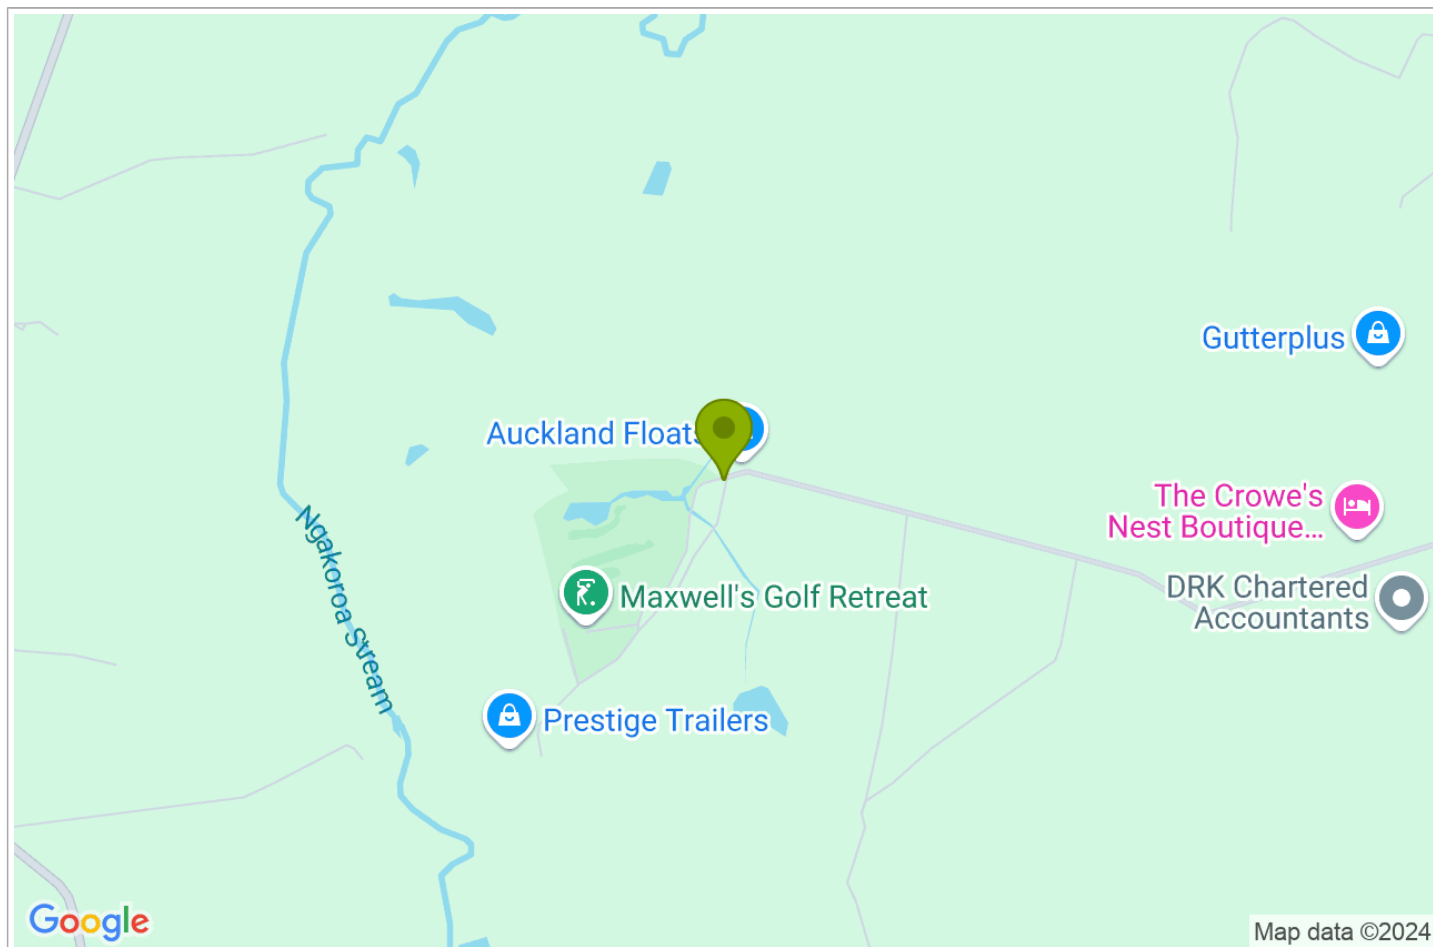 Gutterplus
Auckland Floats
The Crowe's
Nest Boutique...
Ngakoroa Stream
DRK Chartered
Accountants
Maxwell's Golf Retreat
Prestige Trailers
Google
Map data ©2024